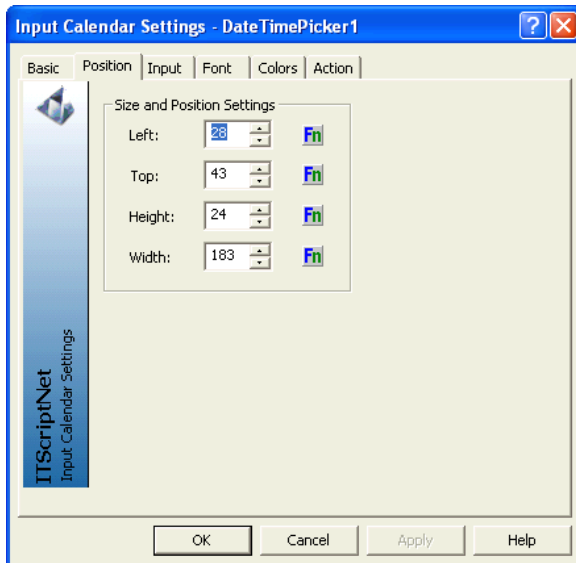 Input Calendar Settings - DateTimePicker1
Basic Position Input Font Colors Action
Size and Position Settings
Left: 28 Fn
Top: 43 Fn
Height: 24 Fn
Width: 183 Fn
ITScriptNet
Input Calendar Settings
OK Cancel Apply Help